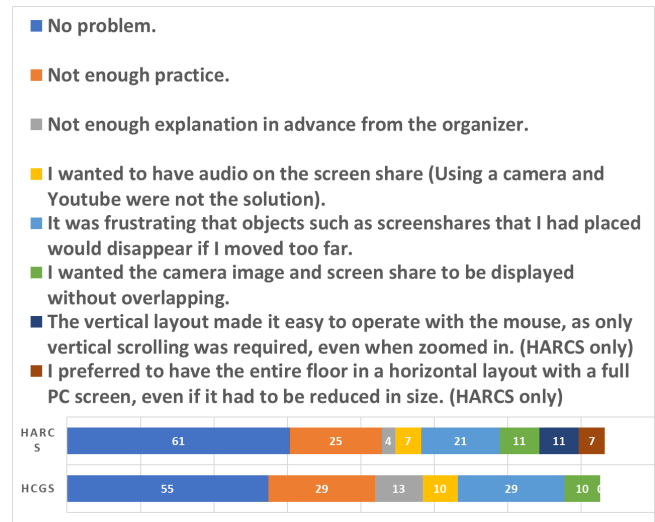 No problem.
Not enough practice.
Not enough explanation in advance from the organizer.
I wanted to have audio on the screen share (Using a camera and
Youtube were not the solution).
It was frustrating that objects such as screenshares that I had placed
would disappear if I moved too far.
I wanted the camera image and screen share to be displayed
without overlapping.
The vertical layout made it easy to operate with the mouse, as only
vertical scrolling was required, even when zoomed in. (HARCS only)
I preferred to have the entire floor in a horizontal layout with a full
PC screen, even if it had to be reduced in size. (HARCS only)
HARC
S
61 25 4 7 21 11 11 7
HCGS 55 29 13 10 29 10